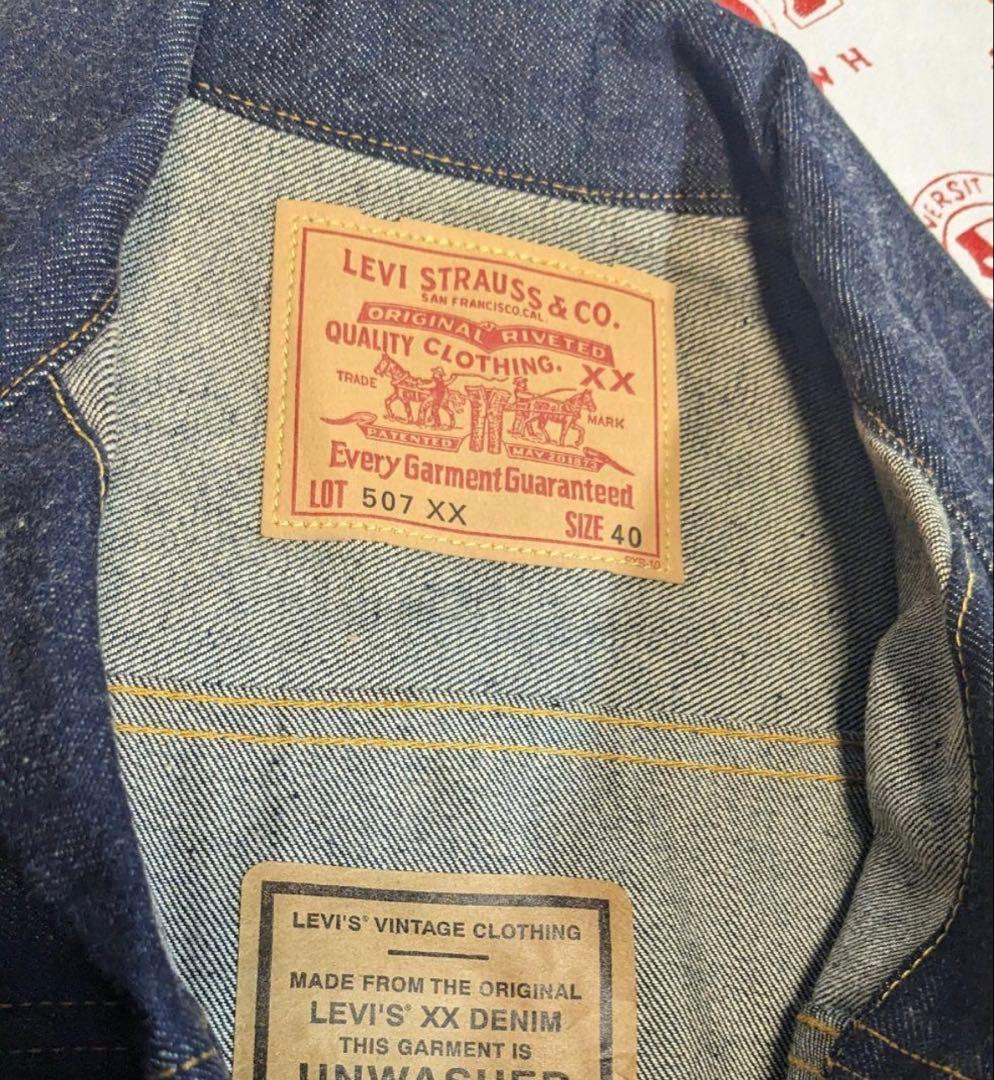 H
VERSIT
LEVI STRAUSS & CO.
SAN FRANCISCO,CAL
ORIGINAL RIVETED
QUALITY CLOTHING. XX
TRADE MARK
PATENTED MAY 20 1873
Every Garment Guaranteed
LOT 507 XX SIZE 40
LEVI'S® VINTAGE CLOTHING
MADE FROM THE ORIGINAL
LEVI'S® XX DENIM
THIS GARMENT IS
UNWASHED